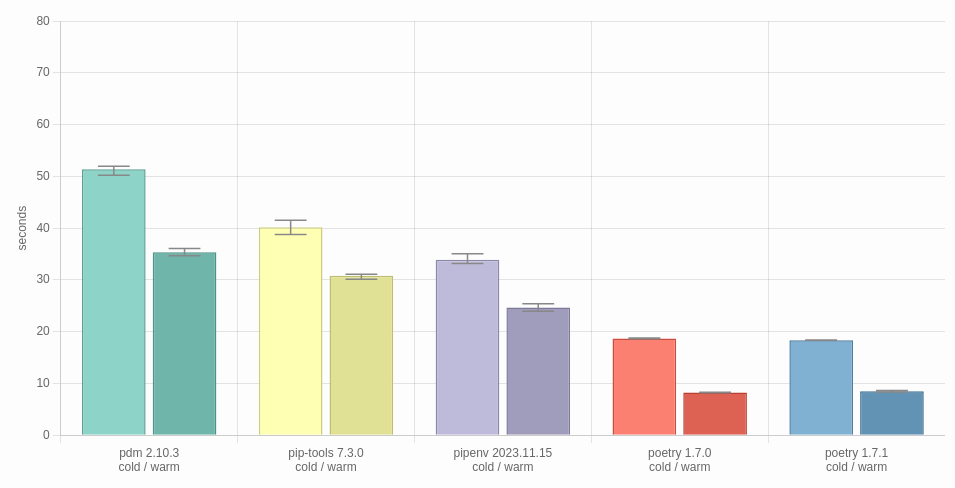 80
70
60
50
40
30
20
10
0
seconds
pdm 2.10.3
cold / warm
pip-tools 7.3.0
cold / warm
pipenv 2023.11.15
cold / warm
poetry 1.7.0
cold / warm
poetry 1.7.1
cold / warm